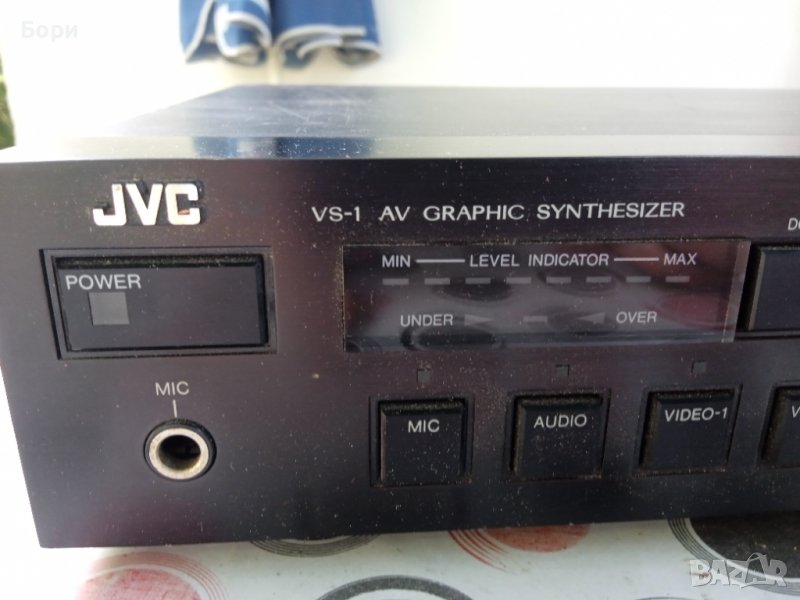 Бори
JVC
VS-1 AV GRAPHIC SYNTHESIZER
MIN LEVEL INDICATOR MAX
POWER
UNDER OVER
MIC
MIC
AUDIO
VIDEO-1
BAZAR